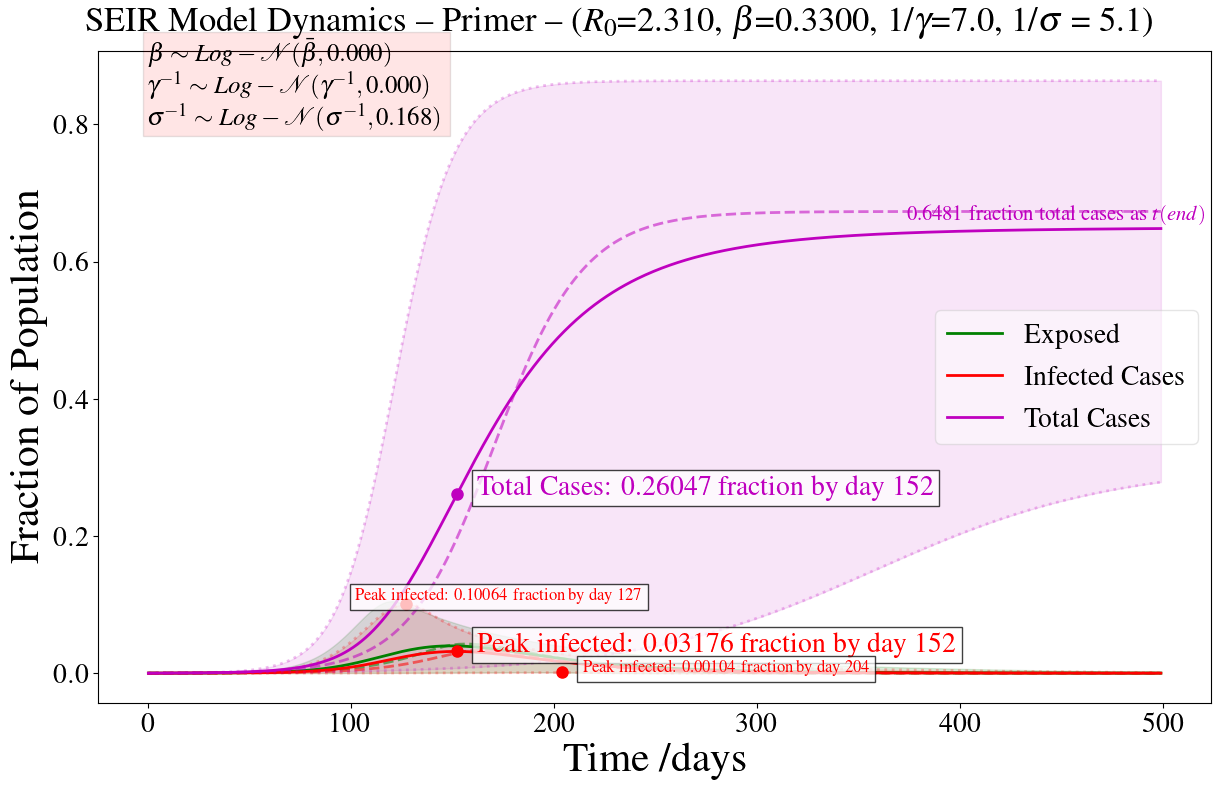 SEIR Model Dynamics – Primer – (R₀=2.310, β=0.3300, 1/γ=7.0, 1/σ = 5.1)
β ∼ Log − 𝒩(β̄, 0.000)
γ⁻¹ ∼ Log − 𝒩(γ⁻¹, 0.000)
σ⁻¹ ∼ Log − 𝒩(σ⁻¹, 0.168)
0.8
0.6
0.4
0.2
0.0
Fraction of Population
0.6481 fraction total cases as t(end)
Exposed
Infected Cases
Total Cases
Total Cases: 0.26047 fraction by day 152
Peak infected: 0.10064 fraction by day 127
Peak infected: 0.03176 fraction by day 152
Peak infected: 0.00104 fraction by day 204
0 100 200 300 400 500
Time /days